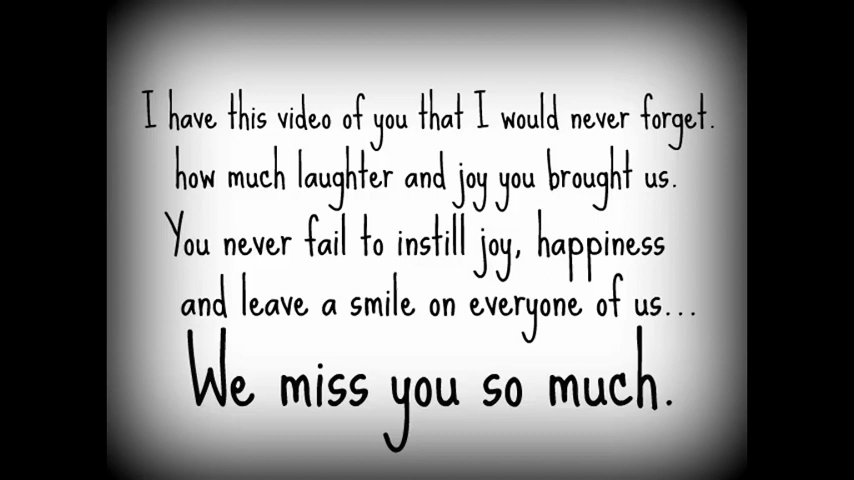 I have this video of you that I would never forget.
how much laughter and joy you brought us.
You never fail to instill joy, happiness
and leave a smile on everyone of us...
We miss you so much.